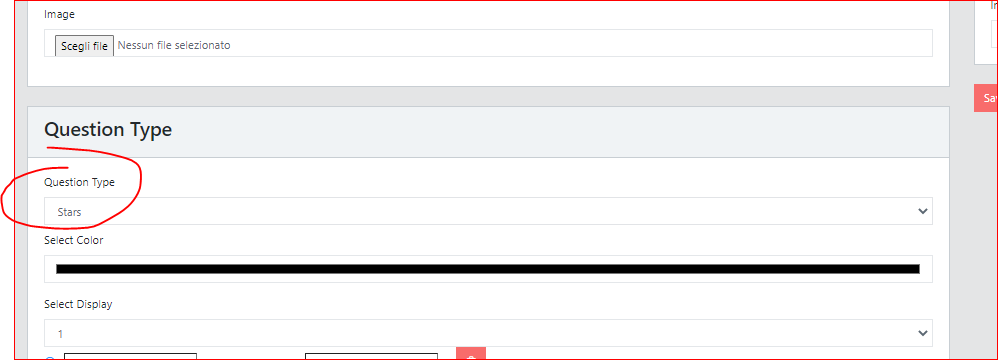 Image
Scegli file Nessun file selezionato
Question Type
Question Type
Stars
Select Color
Select Display
1